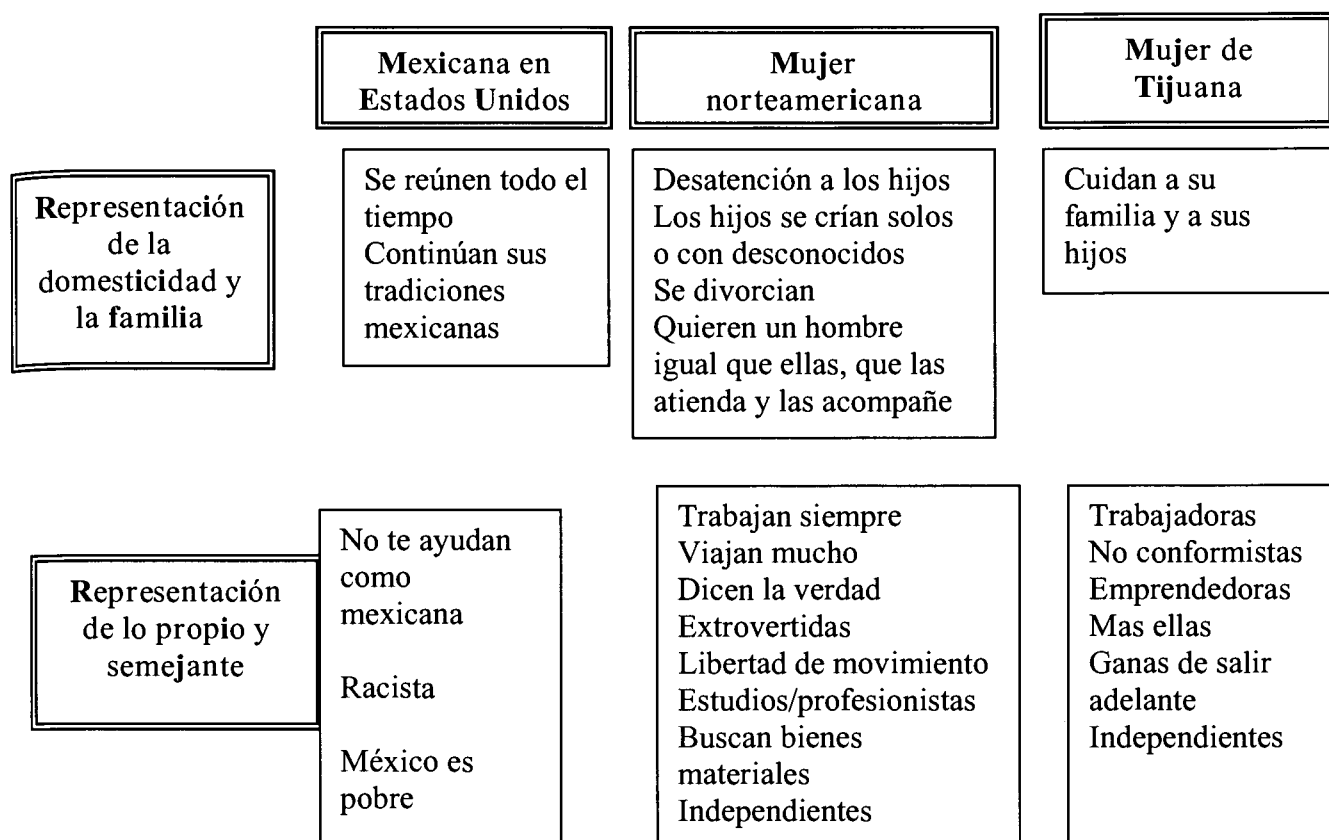 Mexicana en
Estados Unidos
Mujer
norteamericana
Mujer de
Tijuana
Representación
de la
domesticidad y
la familia
Se reúnen todo el
tiempo
Continúan sus
tradiciones
mexicanas
Desatención a los hijos
Los hijos se crían solos
o con desconocidos
Se divorcian
Quieren un hombre
igual que ellas, que las
atienda y las acompañe
Cuidan a su
familia y a sus
hijos
Representación
de lo propio y
semejante
No te ayudan
como
mexicana
Racista
México es
pobre
Trabajan siempre
Viajan mucho
Dicen la verdad
Extrovertidas
Libertad de movimiento
Estudios/profesionistas
Buscan bienes
materiales
Independientes
Trabajadoras
No conformistas
Emprendedoras
Mas ellas
Ganas de salir
adelante
Independientes